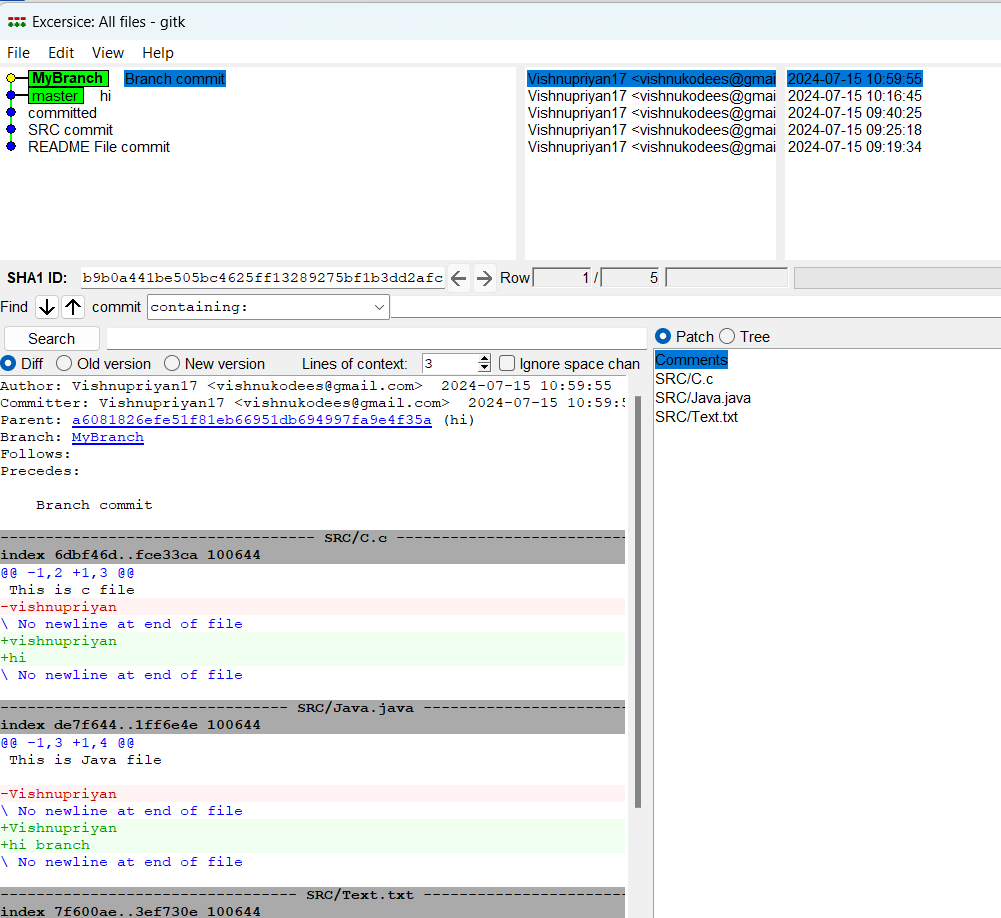 Excersice: All files - gitk
File Edit View Help
MyBranch Branch commit Vishnupriyan17 <vishnukodees@gmai 2024-07-15 10:59:55
master hi Vishnupriyan17 <vishnukodees@gmai 2024-07-15 10:16:45
committed Vishnupriyan17 <vishnukodees@gmai 2024-07-15 09:40:25
SRC commit Vishnupriyan17 <vishnukodees@gmai 2024-07-15 09:25:18
README File commit Vishnupriyan17 <vishnukodees@gmai 2024-07-15 09:19:34
SHA1 ID: b9b0a441be505bc4625ff13289275bf1b3dd2afc ← → Row 1 / 5
Find ↓ ↑ commit containing:
Search
Patch Tree
Diff Old version New version Lines of context: 3 Ignore space chan
Comments
SRC/C.c
SRC/Java.java
SRC/Text.txt
Author: Vishnupriyan17 <vishnukodees@gmail.com>  2024-07-15 10:59:55
Committer: Vishnupriyan17 <vishnukodees@gmail.com>  2024-07-15 10:59:5
Parent: a6081826efe51f81eb66951db694997fa9e4f35a (hi)
Branch: MyBranch
Follows:
Precedes:
Branch commit
----------------------------------- SRC/C.c --------------------------
index 6dbf46d..fce33ca 100644
@@ -1,2 +1,3 @@
 This is c file
-vishnupriyan
\ No newline at end of file
+vishnupriyan
+hi
\ No newline at end of file
-------------------------------- SRC/Java.java -----------------------
index de7f644..1ff6e4e 100644
@@ -1,3 +1,4 @@
 This is Java file
-Vishnupriyan
\ No newline at end of file
+Vishnupriyan
+hi branch
\ No newline at end of file
--------------------------------- SRC/Text.txt -----------------------
index 7f600ae..3ef730e 100644